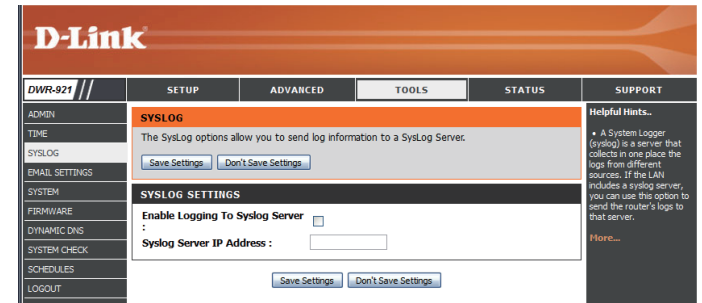 D-Link
DWR-921
SETUP
ADVANCED
TOOLS
STATUS
SUPPORT
ADMIN
TIME
SYSLOG
EMAIL SETTINGS
SYSTEM
FIRMWARE
DYNAMIC DNS
SYSTEM CHECK
SCHEDULES
LOGOUT
SYSLOG
The SysLog options allow you to send log information to a SysLog Server.
Save Settings
Don't Save Settings
SYSLOG SETTINGS
Enable Logging To Syslog Server
:
Syslog Server IP Address :
Save Settings
Don't Save Settings
Helpful Hints..
• A System Logger
(syslog) is a server that
collects in one place the
logs from different
sources. If the LAN
includes a syslog server,
you can use this option to
send the router's logs to
that server.
More...